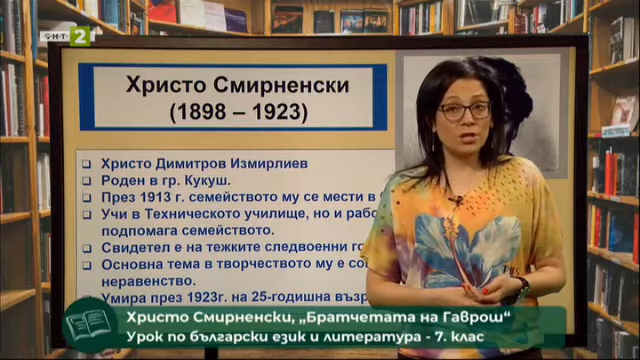 БНТ 2
Христо Смирненски
(1898 – 1923)
Христо Димитров Измирлиев
Роден в гр. Кукуш.
През 1913 г. семейството му се мести в
Учи в Техническото училище, но и рабо
подпомага семейството.
Свидетел е на тежките следвоенни го
Основна тема в творчеството му е со
неравенство.
Умира през 1923г. на 25-годишна възр
Христо Смирненски, „Братчетата на Гаврош“
Урок по български език и литература - 7. клас